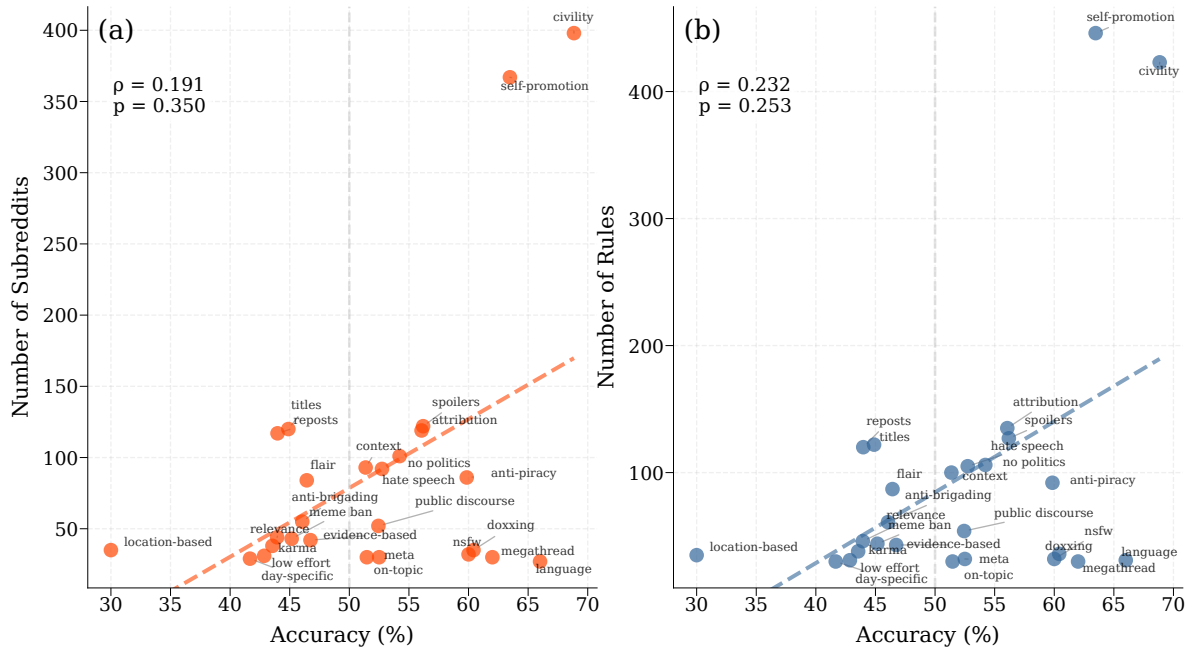 (a)
ρ = 0.191
p = 0.350
civility
self-promotion
titles
reposts
spoilers
attribution
context
no politics
hate speech
flair
anti-piracy
anti-brigading
public discourse
meme ban
relevance
evidence-based
doxxing
location-based
karma
nsfw
meta
megathread
low effort
on-topic
language
day-specific
400
350
300
250
200
150
100
50
Number of Subreddits
30 35 40 45 50 55 60 65 70
Accuracy (%)
(b)
ρ = 0.232
p = 0.253
self-promotion
civility
attribution
spoilers
reposts
titles
hate speech
no politics
context
flair
anti-piracy
anti-brigading
public discourse
relevance
meme ban
nsfw
evidence-based
doxxing
location-based
karma
language
meta
low effort
megathread
day-specific
on-topic
400
300
200
100
Number of Rules
30 35 40 45 50 55 60 65 70
Accuracy (%)